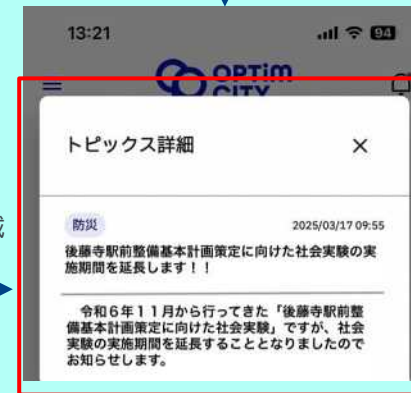 13:21
94
OPTiM
CITY
トピックス詳細
×
防災
2025/03/17 09:55
後藤寺駅前整備基本計画策定に向けた社会実験の実
施期間を延長します！！
令和6年11月から行ってきた「後藤寺駅前整
備基本計画策定に向けた社会実験」ですが、社会
実験の実施期間を延長することとなりましたので
お知らせします。